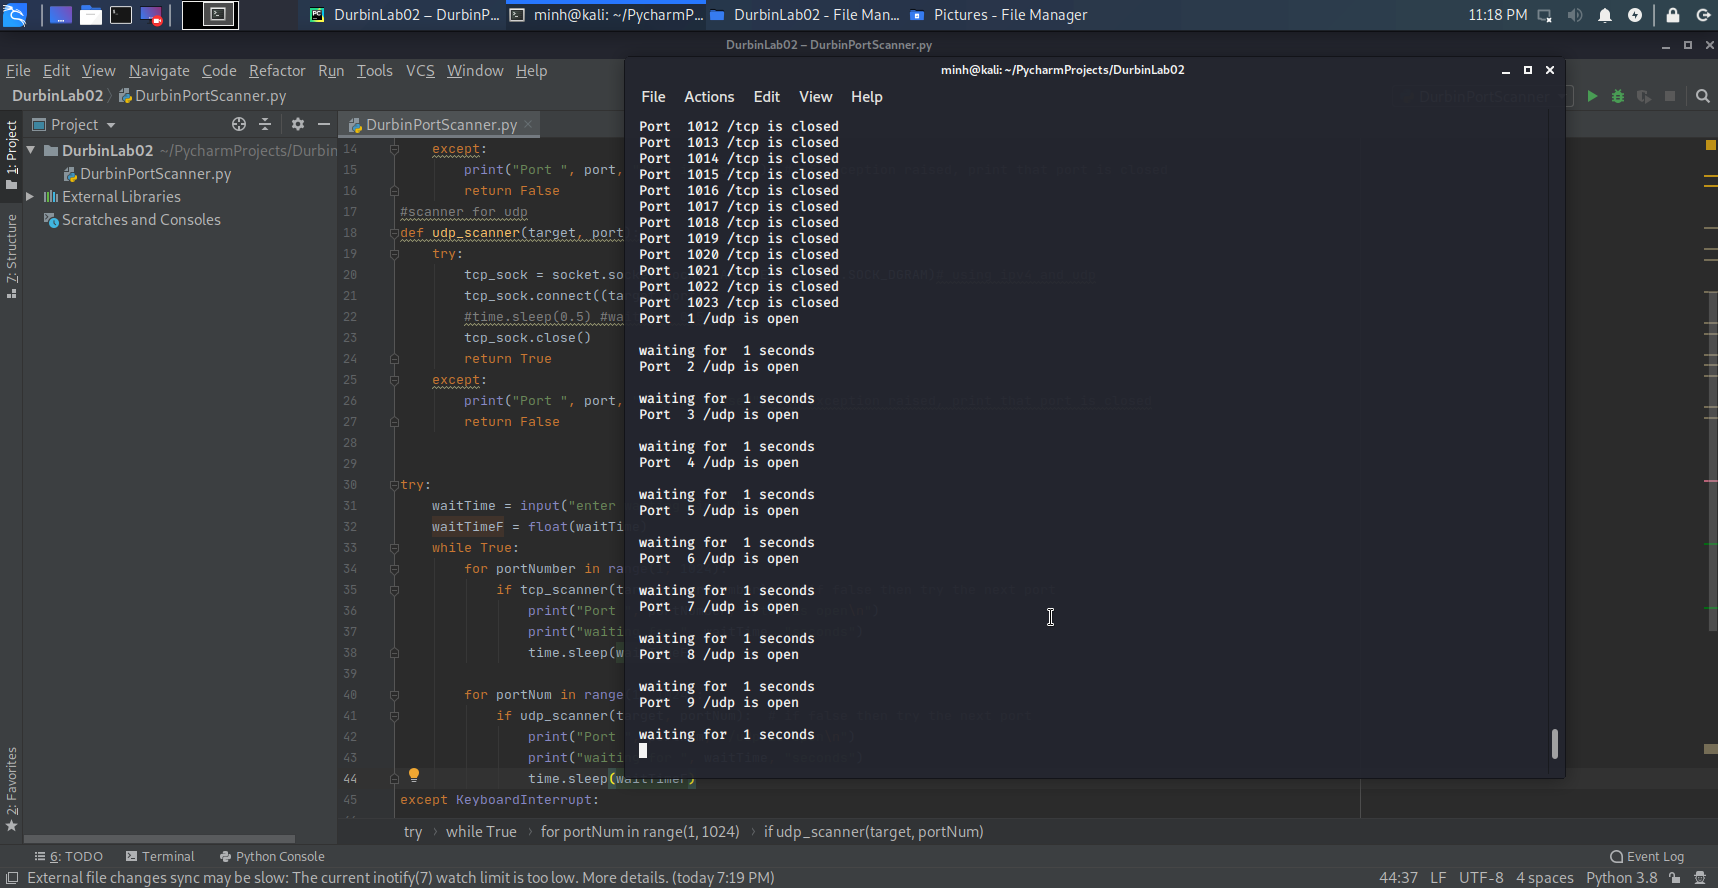 11:18 PM
DurbinLab02 – DurbinP...
minh@kali: ~/PycharmP...
DurbinLab02 - File Man...
Pictures - File Manager
DurbinLab02 – DurbinPortScanner.py
File Edit View Navigate Code Refactor Run Tools VCS Window Help
DurbinLab02 DurbinPortScanner.py
1: Project
7: Structure
2: Favorites
Project
DurbinLab02 ~/PycharmProjects/Durbin
DurbinPortScanner.py
External Libraries
Scratches and Consoles
DurbinPortScanner.py
14 except:
15 print("Port ", port,
16 return False
17 #scanner for udp
18 def udp_scanner(target, port
19 try:
20 tcp_sock = socket.so
21 tcp_sock.connect((ta
22 #time.sleep(0.5) #wa
23 tcp_sock.close()
24 return True
25 except:
26 print("Port ", port,
27 return False
28
29
30 try:
31 waitTime = input("enter
32 waitTimeF = float(waitTi
33 while True:
34 for portNumber in ra
35 if tcp_scanner(t
36 print("Port
37 print("waiti
38 time.sleep(w
39
40 for portNum in range
41 if udp_scanner(t
42 print("Port
43 print("waiti
44 time.sleep(waitTimeF)
45 except KeyboardInterrupt:
minh@kali: ~/PycharmProjects/DurbinLab02
File Actions Edit View Help
Port  1012 /tcp is closed
Port  1013 /tcp is closed
Port  1014 /tcp is closed
Port  1015 /tcp is closed
Port  1016 /tcp is closed
Port  1017 /tcp is closed
Port  1018 /tcp is closed
Port  1019 /tcp is closed
Port  1020 /tcp is closed
Port  1021 /tcp is closed
Port  1022 /tcp is closed
Port  1023 /tcp is closed
Port  1 /udp is open
waiting for  1 seconds
Port  2 /udp is open
waiting for  1 seconds
Port  3 /udp is open
waiting for  1 seconds
Port  4 /udp is open
waiting for  1 seconds
Port  5 /udp is open
waiting for  1 seconds
Port  6 /udp is open
waiting for  1 seconds
Port  7 /udp is open
waiting for  1 seconds
Port  8 /udp is open
waiting for  1 seconds
Port  9 /udp is open
waiting for  1 seconds
try › while True › for portNum in range(1, 1024) › if udp_scanner(target, portNum)
6: TODO Terminal Python Console Event Log
External file changes sync may be slow: The current inotify(7) watch limit is too low. More details. (today 7:19 PM) 44:37 LF UTF-8 4 spaces Python 3.8